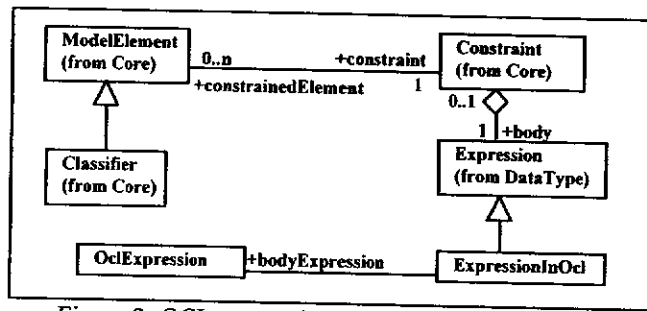 ModelElement
(from Core)
0..n
+constraint
+constrainedElement
1
Constraint
(from Core)
0..1
1
+body
Classifier
(from Core)
Expression
(from DataType)
OclExpression
+bodyExpression
ExpressionInOcl